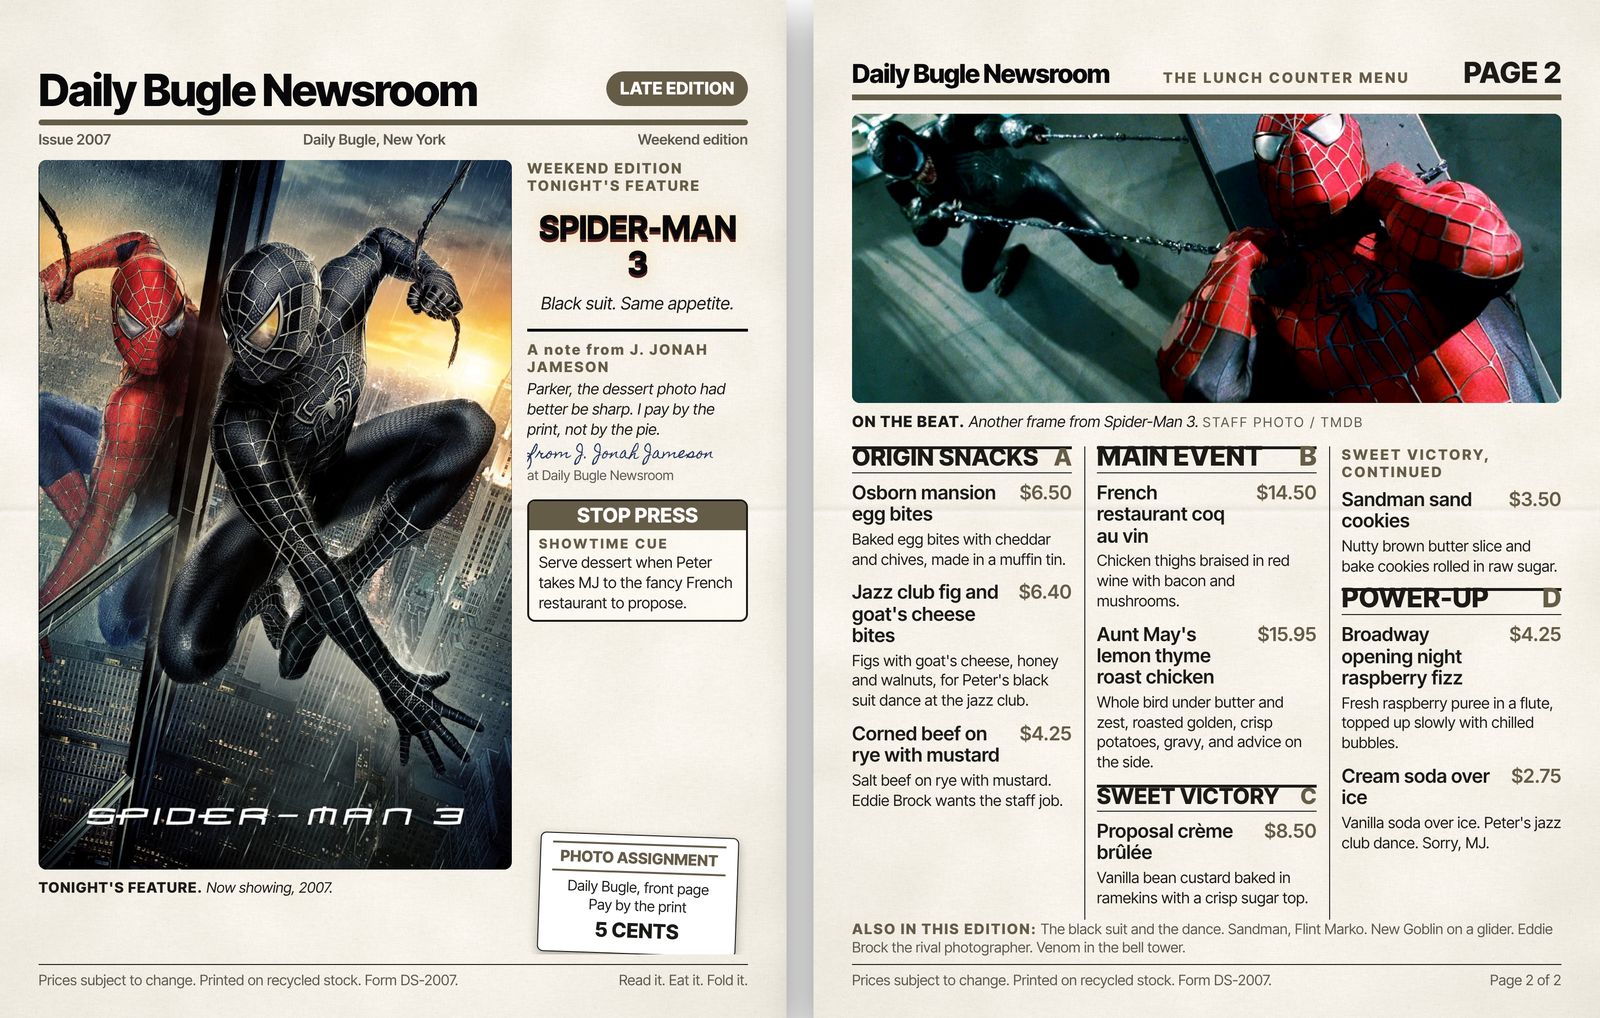 Daily Bugle Newsroom
LATE EDITION
Issue 2007
Daily Bugle, New York
Weekend edition
SPIDER-MAN 3
TONIGHT'S FEATURE. Now showing, 2007.
WEEKEND EDITION
TONIGHT'S FEATURE
SPIDER-MAN
3
Black suit. Same appetite.
A note from J. JONAH
JAMESON
Parker, the dessert photo had
better be sharp. I pay by the
print, not by the pie.
from J. Jonah Jameson
at Daily Bugle Newsroom
STOP PRESS
SHOWTIME CUE
Serve dessert when Peter
takes MJ to the fancy French
restaurant to propose.
PHOTO ASSIGNMENT
Daily Bugle, front page
Pay by the print
5 CENTS
Prices subject to change. Printed on recycled stock. Form DS-2007.
Read it. Eat it. Fold it.
Daily Bugle Newsroom
THE LUNCH COUNTER MENU
PAGE 2
ON THE BEAT. Another frame from Spider-Man 3. STAFF PHOTO / TMDB
ORIGIN SNACKS A
Osborn mansion $6.50
egg bites
Baked egg bites with cheddar
and chives, made in a muffin tin.
Jazz club fig and $6.40
goat's cheese
bites
Figs with goat's cheese, honey
and walnuts, for Peter's black
suit dance at the jazz club.
Corned beef on $4.25
rye with mustard
Salt beef on rye with mustard.
Eddie Brock wants the staff job.
MAIN EVENT B
French $14.50
restaurant coq
au vin
Chicken thighs braised in red
wine with bacon and
mushrooms.
Aunt May's $15.95
lemon thyme
roast chicken
Whole bird under butter and
zest, roasted golden, crisp
potatoes, gravy, and advice on
the side.
SWEET VICTORY C
Proposal crème $8.50
brûlée
Vanilla bean custard baked in
ramekins with a crisp sugar top.
SWEET VICTORY,
CONTINUED
Sandman sand $3.50
cookies
Nutty brown butter slice and
bake cookies rolled in raw sugar.
POWER-UP D
Broadway $4.25
opening night
raspberry fizz
Fresh raspberry puree in a flute,
topped up slowly with chilled
bubbles.
Cream soda over $2.75
ice
Vanilla soda over ice. Peter's jazz
club dance. Sorry, MJ.
ALSO IN THIS EDITION: The black suit and the dance. Sandman, Flint Marko. New Goblin on a glider. Eddie
Brock the rival photographer. Venom in the bell tower.
Prices subject to change. Printed on recycled stock. Form DS-2007.
Page 2 of 2